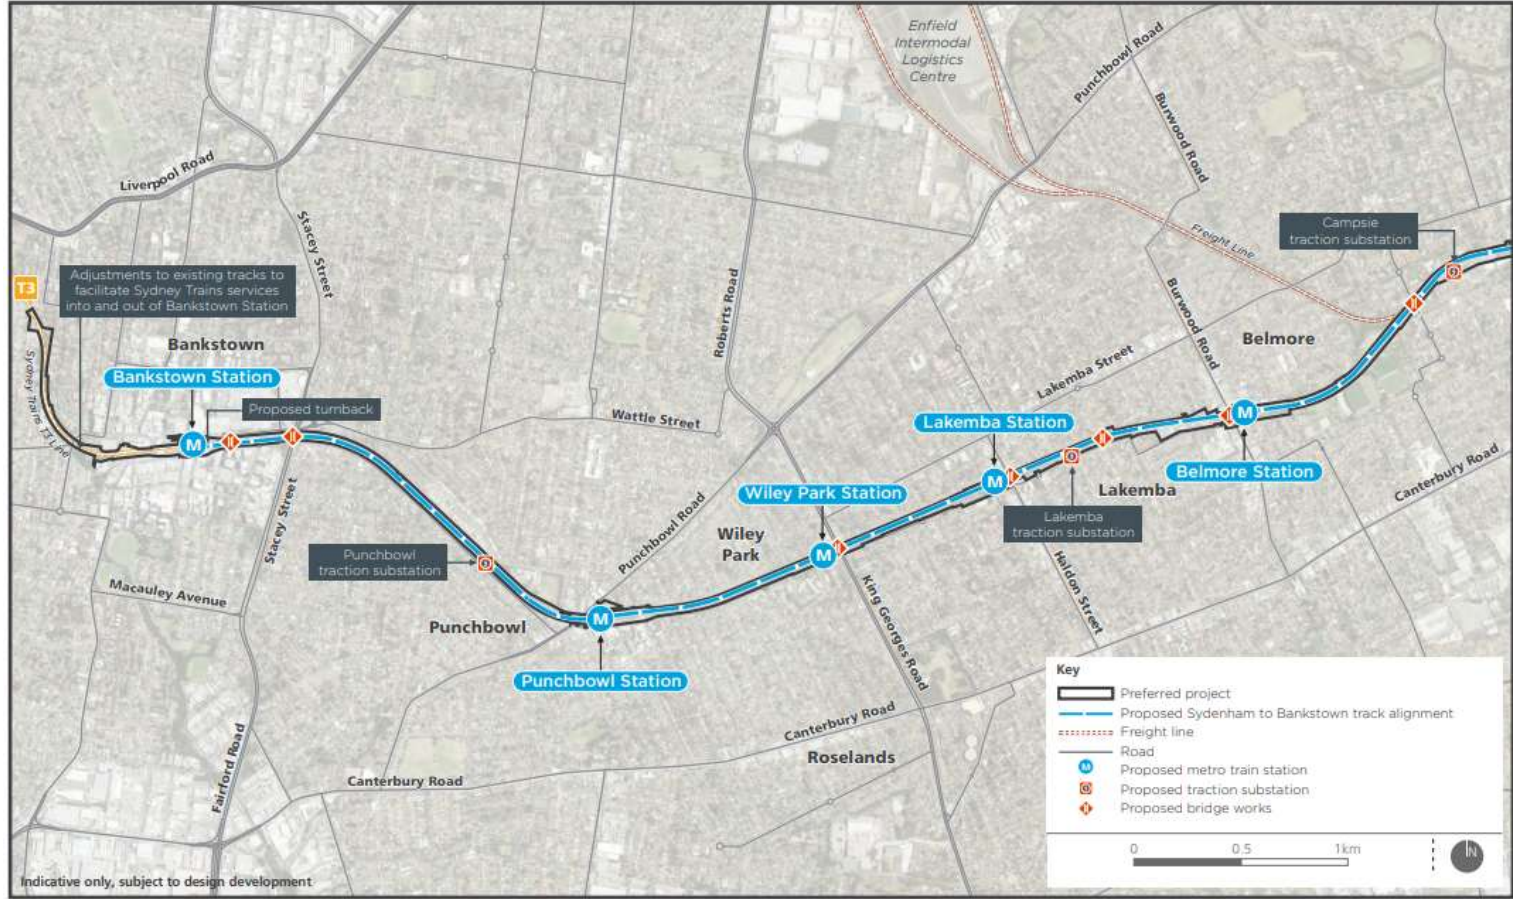 Enfield
Intermodal
Logistics
Centre
Punchbowl Road
Burwood Road
Liverpool Road
Stacey Street
Freight Line
Campsie
traction substation
T3
Adjustments to existing tracks to
facilitate Sydney Trains services
into and out of Bankstown Station
Roberts Road
Burwood Road
Belmore
Bankstown
Bankstown Station
Sydney Trains T3 Line
Proposed turnback
Lakemba Street
Wattle Street
Lakemba Station
M
M
M
Belmore Station
Canterbury Road
Lakemba
Wiley Park Station
Stacey Street
Punchbowl Road
Wiley
Park
Lakemba
traction substation
M
Punchbowl
traction substation
Haldon Street
Macauley Avenue
King Georges Road
M
Punchbowl
Punchbowl Station
Canterbury Road
Roselands
Fairford Road
Canterbury Road
Key
Preferred project
Proposed Sydenham to Bankstown track alignment
Freight line
Road
M
Proposed metro train station
Proposed traction substation
Proposed bridge works
0
0.5
1km
N
Indicative only, subject to design development